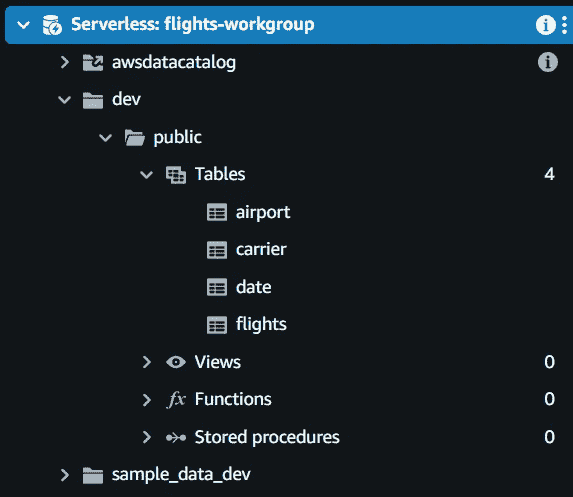 Serverless: flights-workgroup
awsdatacatalog
dev
public
Tables 4
airport
carrier
date
flights
Views 0
fx Functions 0
Stored procedures 0
sample_data_dev